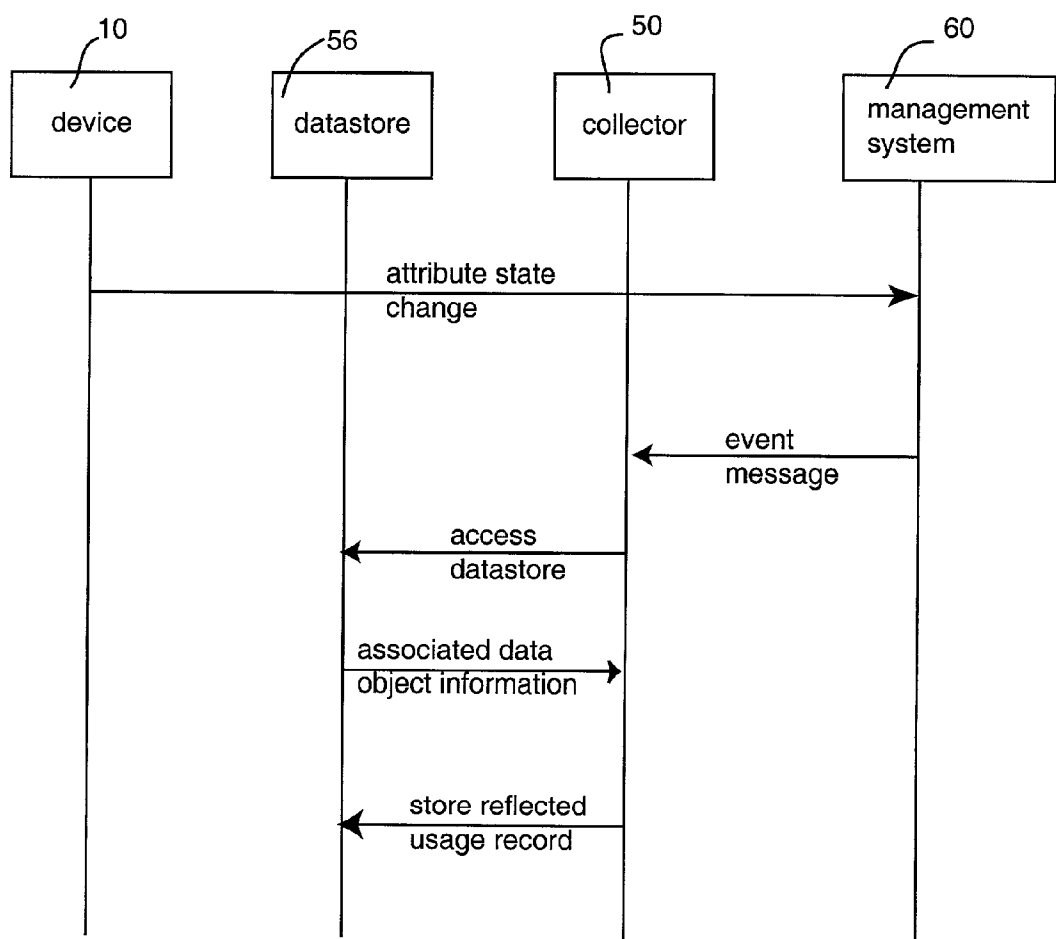 10
56
50
60
device
datastore
collector
management
system
attribute state
change
event
message
access
datastore
associated data
object information
store reflected
usage record